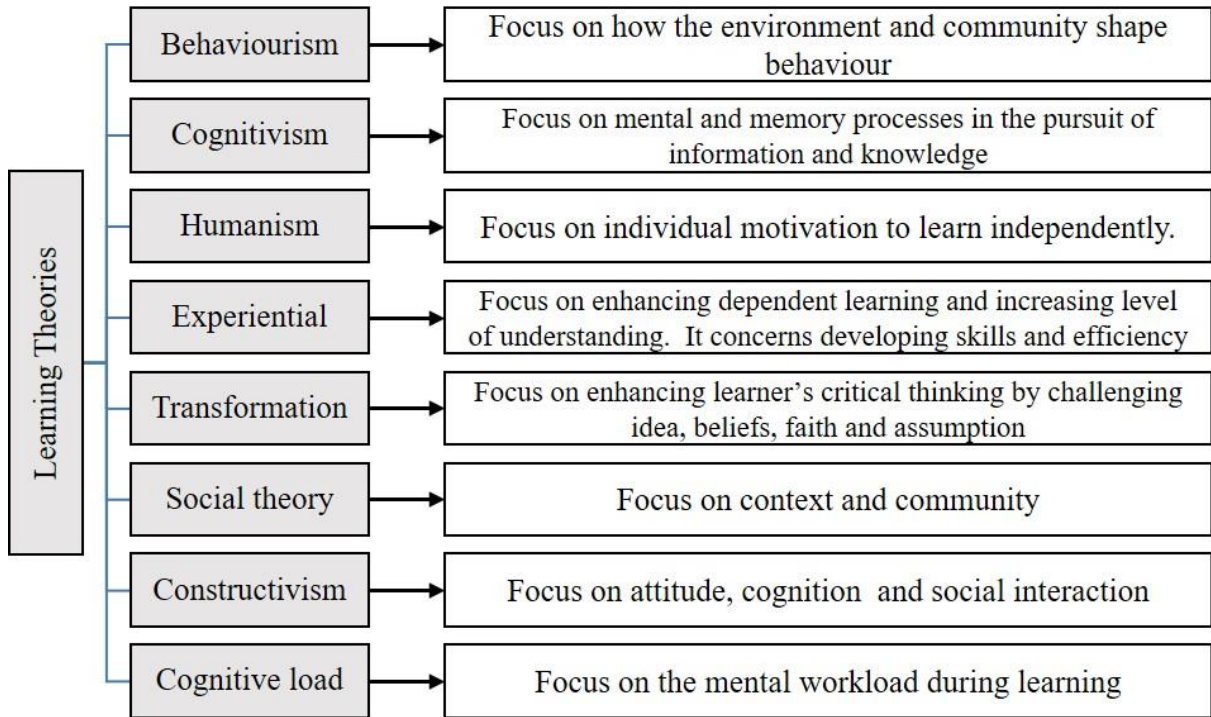 Learning Theories
Behaviourism
Focus on how the environment and community shape
behaviour
Cognitivism
Focus on mental and memory processes in the pursuit of
information and knowledge
Humanism
Focus on individual motivation to learn independently.
Experiential
Focus on enhancing dependent learning and increasing level
of understanding. It concerns developing skills and efficiency
Transformation
Focus on enhancing learner’s critical thinking by challenging
idea, beliefs, faith and assumption
Social theory
Focus on context and community
Constructivism
Focus on attitude, cognition and social interaction
Cognitive load
Focus on the mental workload during learning